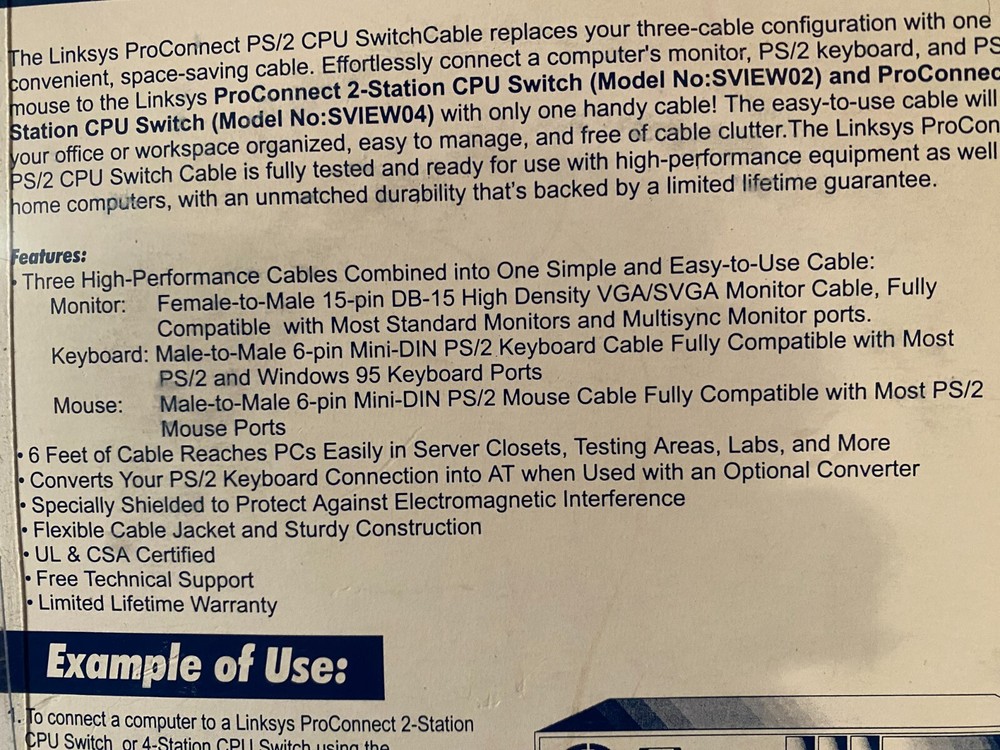 The Linksys ProConnect PS/2 CPU SwitchCable replaces your three-cable configuration with one
convenient, space-saving cable. Effortlessly connect a computer's monitor, PS/2 keyboard, and PS
mouse to the Linksys ProConnect 2-Station CPU Switch (Model No:SVIEW02) and ProConnec
Station CPU Switch (Model No:SVIEW04) with only one handy cable! The easy-to-use cable will
your office or workspace organized, easy to manage, and free of cable clutter.The Linksys ProCon
PS/2 CPU Switch Cable is fully tested and ready for use with high-performance equipment as well
home computers, with an unmatched durability that's backed by a limited lifetime guarantee.
Features:
• Three High-Performance Cables Combined into One Simple and Easy-to-Use Cable:
Monitor: Female-to-Male 15-pin DB-15 High Density VGA/SVGA Monitor Cable, Fully
Compatible with Most Standard Monitors and Multisync Monitor ports.
Keyboard: Male-to-Male 6-pin Mini-DIN PS/2 Keyboard Cable Fully Compatible with Most
PS/2 and Windows 95 Keyboard Ports
Mouse: Male-to-Male 6-pin Mini-DIN PS/2 Mouse Cable Fully Compatible with Most PS/2
Mouse Ports
• 6 Feet of Cable Reaches PCs Easily in Server Closets, Testing Areas, Labs, and More
• Converts Your PS/2 Keyboard Connection into AT when Used with an Optional Converter
• Specially Shielded to Protect Against Electromagnetic Interference
• Flexible Cable Jacket and Sturdy Construction
• UL & CSA Certified
• Free Technical Support
• Limited Lifetime Warranty
Example of Use:
1. To connect a computer to a Linksys ProConnect 2-Station
CPU Switch or 4-Station CPU Switch using the